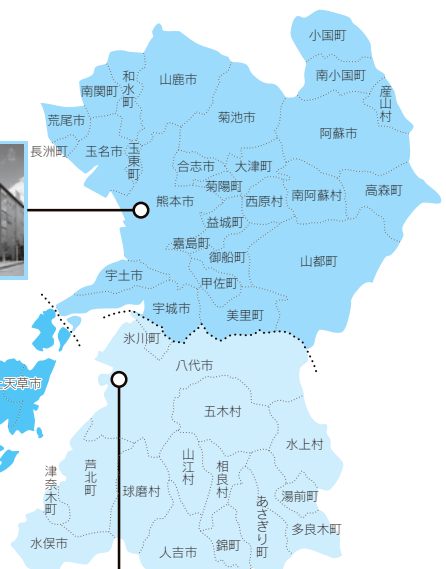 小国町
南小国町
産山村
和水町
山鹿市
南関町
菊池市
荒尾市
阿蘇市
長洲町
玉名市
玉東町
合志市
大津町
菊陽町
熊本市
西原村
南阿蘇村
高森町
益城町
嘉島町
御船町
山都町
宇土市
甲佐町
宇城市
美里町
氷川町
八代市
上天草市
五木村
水上村
山江村
相良村
芦北町
津奈木町
球磨村
あさぎり町
湯前町
多良木町
水俣市
人吉市
錦町